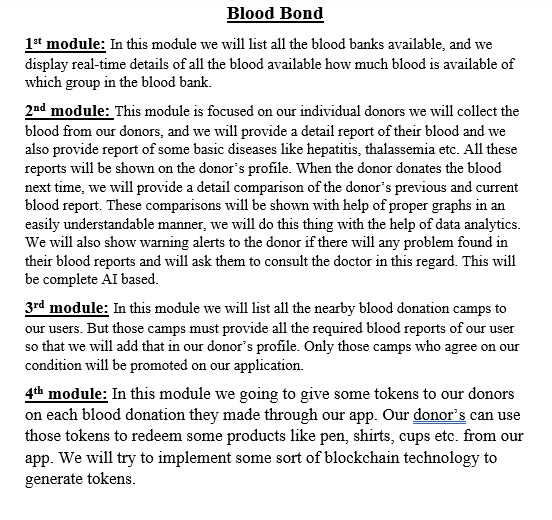 Blood Bond
1st module: In this module we will list all the blood banks available, and we
display real-time details of all the blood available how much blood is available of
which group in the blood bank.
2nd module: This module is focused on our individual donors we will collect the
blood from our donors, and we will provide a detail report of their blood and we
also provide report of some basic diseases like hepatitis, thalassemia etc. All these
reports will be shown on the donor's profile. When the donor donates the blood
next time, we will provide a detail comparison of the donor's previous and current
blood report. These comparisons will be shown with help of proper graphs in an
easily understandable manner, we will do this thing with the help of data analytics.
We will also show warning alerts to the donor if there will any problem found in
their blood reports and will ask them to consult the doctor in this regard. This will
be complete AI based.
3rd module: In this module we will list all the nearby blood donation camps to
our users. But those camps must provide all the required blood reports of our user
so that we will add that in our donor's profile. Only those camps who agree on our
condition will be promoted on our application.
4th module: In this module we going to give some tokens to our donors
on each blood donation they made through our app. Our donor's can use
those tokens to redeem some products like pen, shirts, cups etc. from our
app. We will try to implement some sort of blockchain technology to
generate tokens.